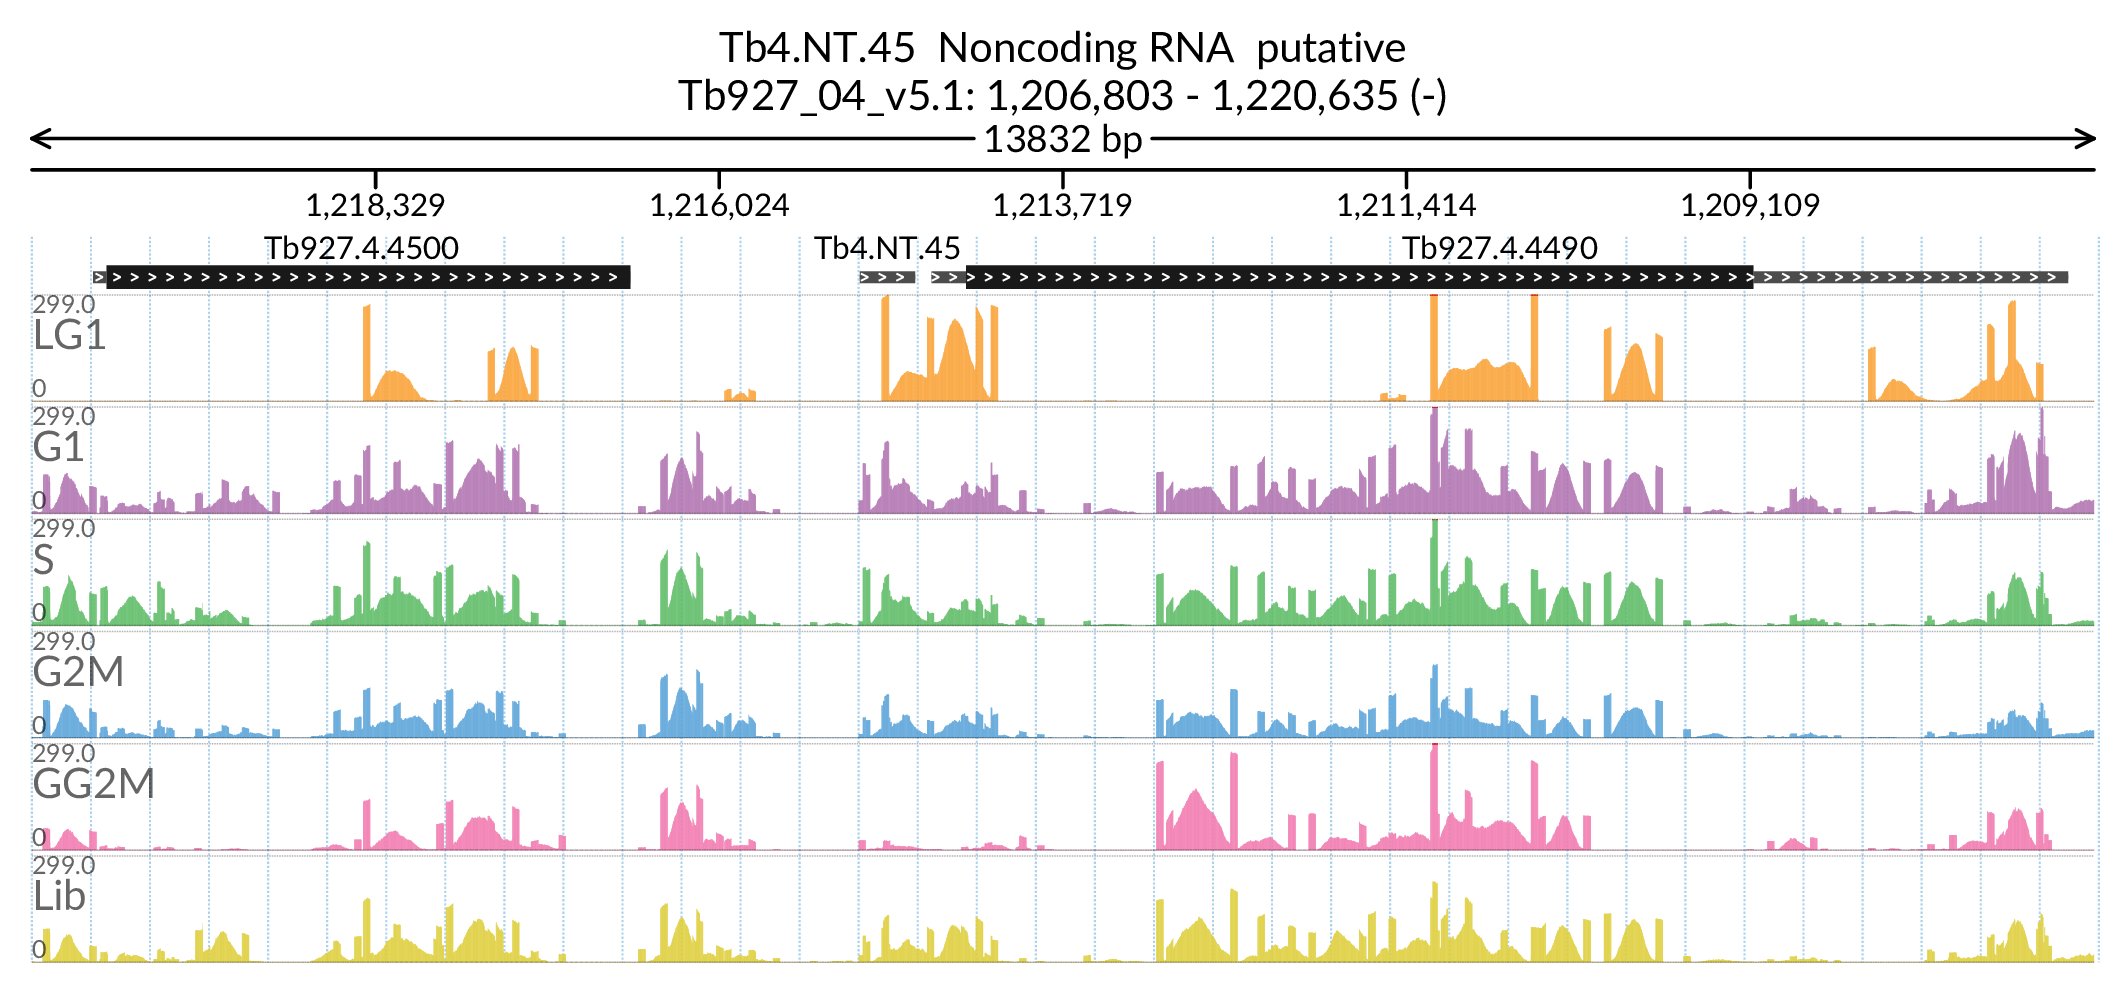 Tb4.NT.45 Noncoding RNA putative
Tb927_04_v5.1: 1,206,803 - 1,220,635 (-)
13832 bp
1,218,329 1,216,024 1,213,719 1,211,414 1,209,109
Tb927.4.4500 Tb4.NT.45 Tb927.4.4490
299.0
LG1
0
299.0
G1
0
299.0
S
0
299.0
G2M
0
299.0
GG2M
0
299.0
Lib
0